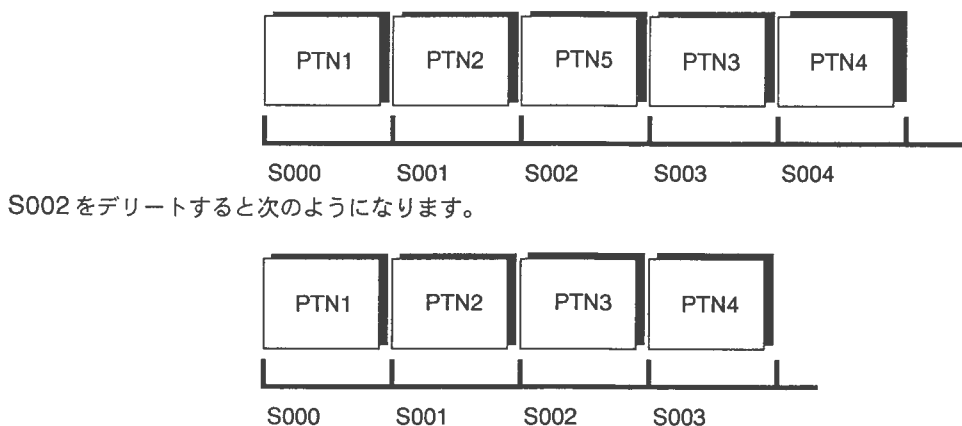 PTN1 PTN2 PTN5 PTN3 PTN4
S000 S001 S002 S003 S004
S002をデリートすると次のようになります。
PTN1 PTN2 PTN3 PTN4
S000 S001 S002 S003